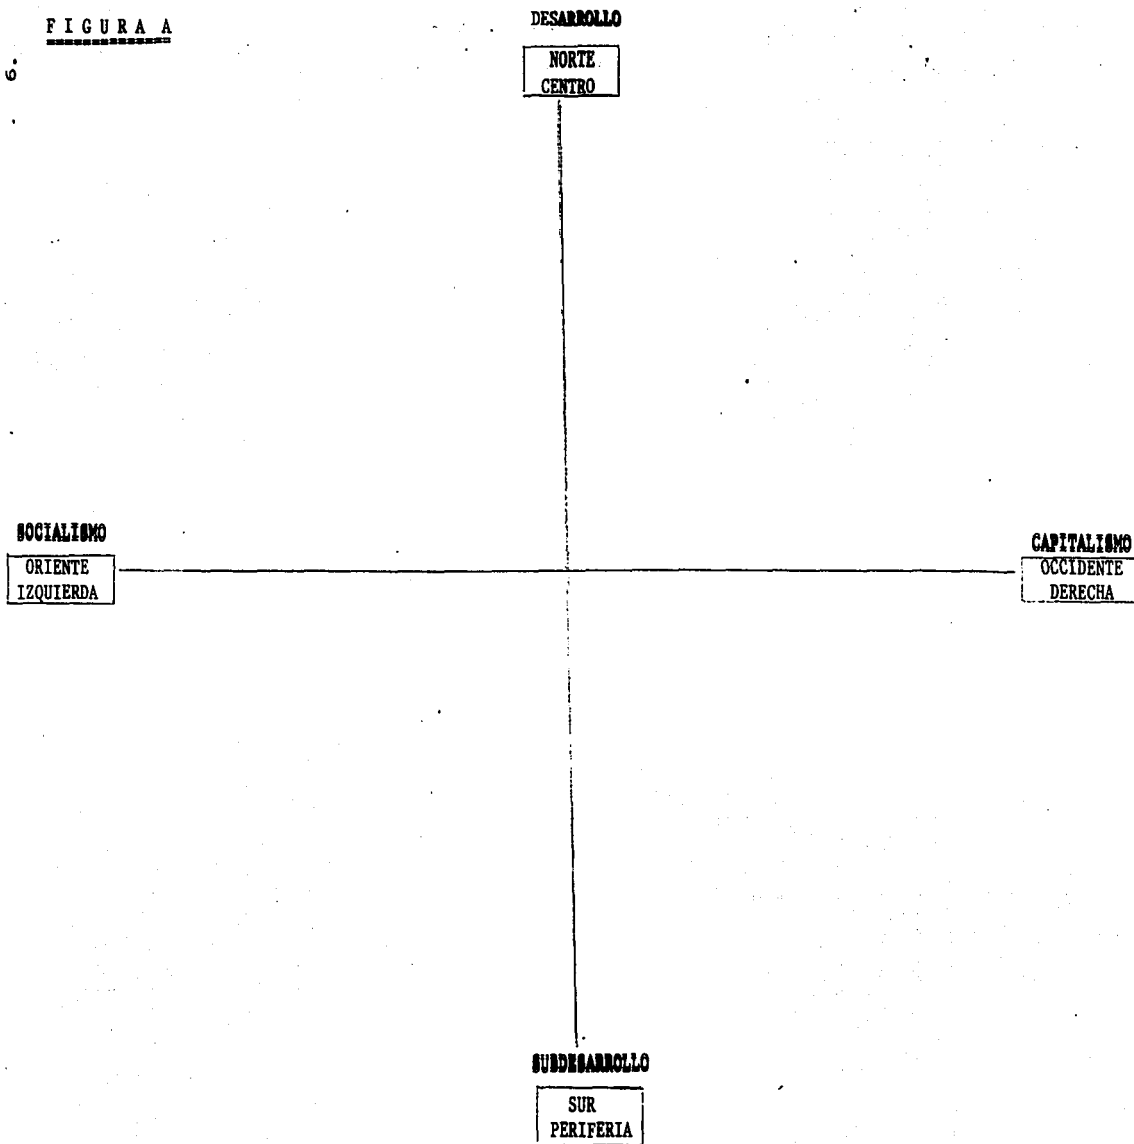 FIGURA A
6.
DESARROLLO
NORTE
CENTRO
SOCIALISMO
ORIENTE
IZQUIERDA
CAPITALISMO
OCCIDENTE
DERECHA
SUBDESARROLLO
SUR
PERIFERIA